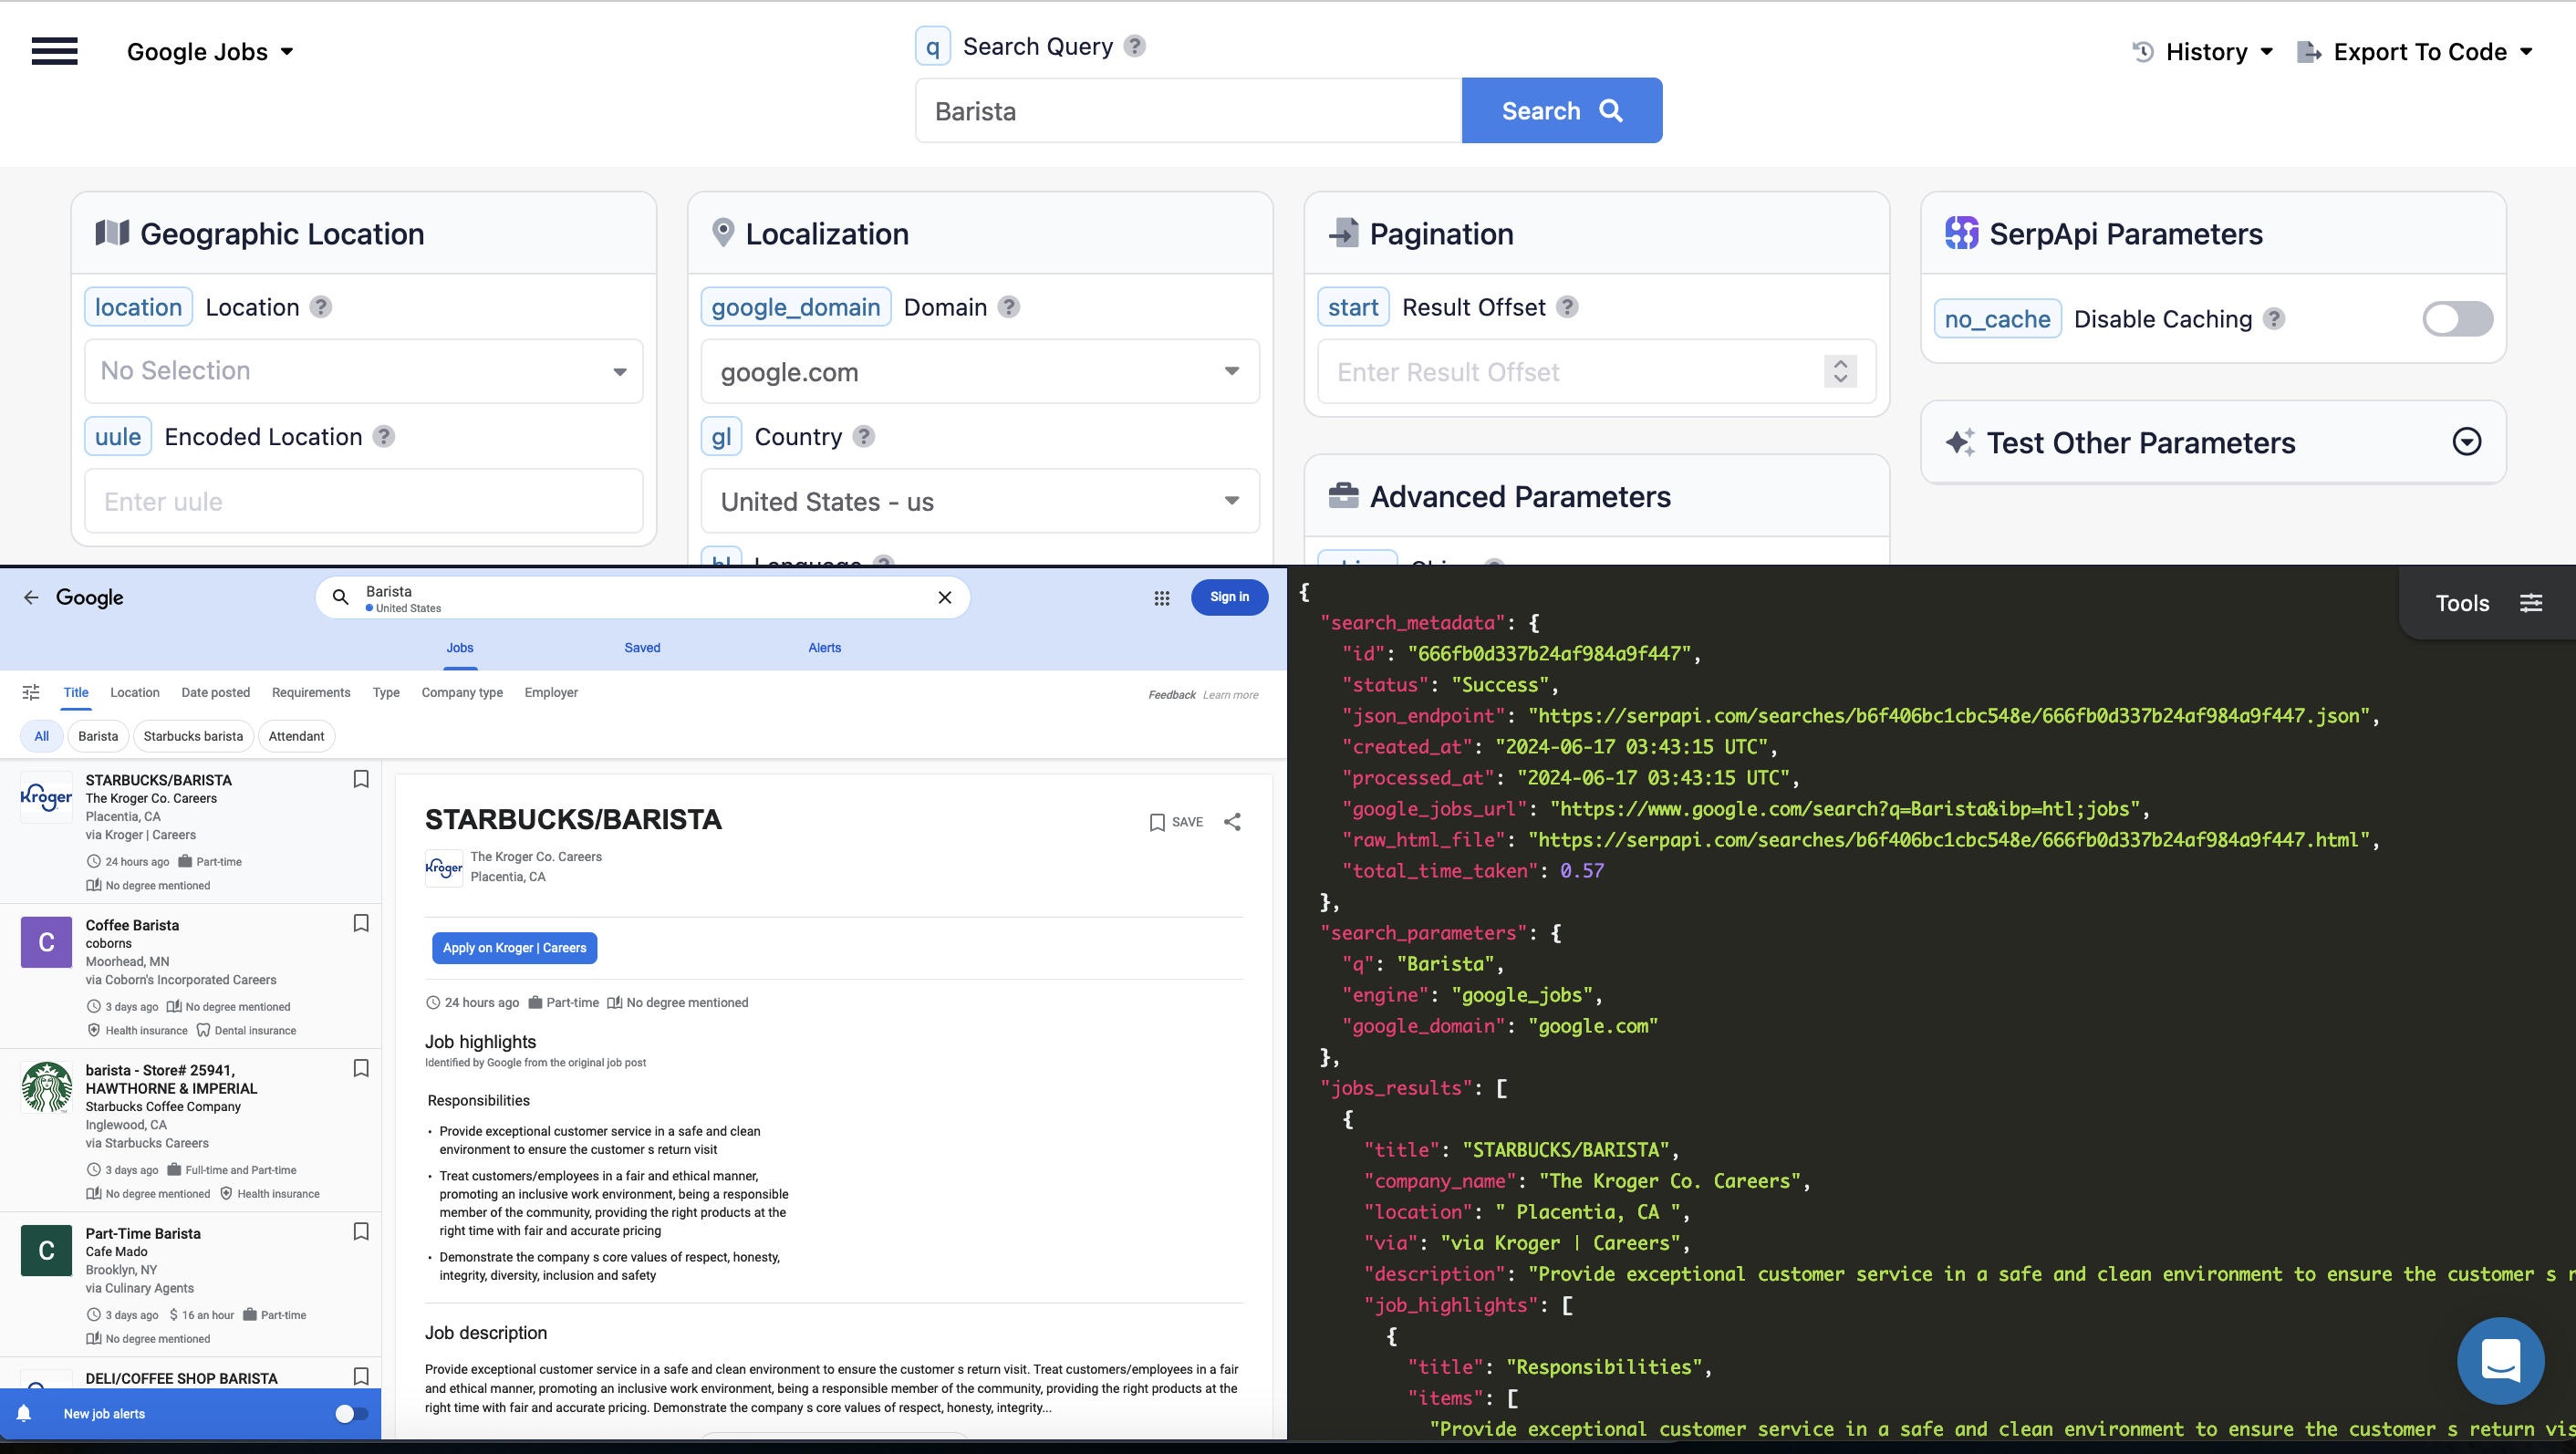 Google Jobs
q Search Query ?
Barista
Search
History
Export To Code
Geographic Location
location Location ?
No Selection
uule Encoded Location ?
Enter uule
Localization
google_domain Domain ?
google.com
gl Country ?
United States - us
hl Language ?
Pagination
start Result Offset ?
Enter Result Offset
Advanced Parameters
SerpApi Parameters
no_cache Disable Caching ?
Test Other Parameters
Google
Barista
United States
Sign in
Jobs Saved Alerts
Title Location Date posted Requirements Type Company type Employer
Feedback Learn more
All Barista Starbucks barista Attendant
Kroger
STARBUCKS/BARISTA
The Kroger Co. Careers
Placentia, CA
via Kroger | Careers
24 hours ago Part-time
No degree mentioned
C
Coffee Barista
coborns
Moorhead, MN
via Coborn's Incorporated Careers
3 days ago No degree mentioned
Health insurance Dental insurance
barista - Store# 25941,
HAWTHORNE & IMPERIAL
Starbucks Coffee Company
Inglewood, CA
via Starbucks Careers
3 days ago Full-time and Part-time
No degree mentioned Health insurance
C
Part-Time Barista
Cafe Mado
Brooklyn, NY
via Culinary Agents
3 days ago $ 16 an hour Part-time
No degree mentioned
DELI/COFFEE SHOP BARISTA
New job alerts
STARBUCKS/BARISTA
SAVE
Kroger
The Kroger Co. Careers
Placentia, CA
Apply on Kroger | Careers
24 hours ago Part-time No degree mentioned
Job highlights
Identified by Google from the original job post
Responsibilities
• Provide exceptional customer service in a safe and clean
environment to ensure the customer s return visit
• Treat customers/employees in a fair and ethical manner,
promoting an inclusive work environment, being a responsible
member of the community, providing the right products at the
right time with fair and accurate pricing
• Demonstrate the company s core values of respect, honesty,
integrity, diversity, inclusion and safety
Job description
Provide exceptional customer service in a safe and clean environment to ensure the customer s return visit. Treat customers/employees in a fair
and ethical manner, promoting an inclusive work environment, being a responsible member of the community, providing the right products at the
right time with fair and accurate pricing. Demonstrate the company s core values of respect, honesty, integrity...
Tools
{
"search_metadata": {
"id": "666fb0d337b24af984a9f447",
"status": "Success",
"json_endpoint": "https://serpapi.com/searches/b6f406bc1cbc548e/666fb0d337b24af984a9f447.json",
"created_at": "2024-06-17 03:43:15 UTC",
"processed_at": "2024-06-17 03:43:15 UTC",
"google_jobs_url": "https://www.google.com/search?q=Barista&ibp=htl;jobs",
"raw_html_file": "https://serpapi.com/searches/b6f406bc1cbc548e/666fb0d337b24af984a9f447.html",
"total_time_taken": 0.57
},
"search_parameters": {
"q": "Barista",
"engine": "google_jobs",
"google_domain": "google.com"
},
"jobs_results": [
{
"title": "STARBUCKS/BARISTA",
"company_name": "The Kroger Co. Careers",
"location": " Placentia, CA ",
"via": "via Kroger | Careers",
"description": "Provide exceptional customer service in a safe and clean environment to ensure the customer s
"job_highlights": [
{
"title": "Responsibilities",
"items": [
"Provide exceptional customer service in a safe and clean environment to ensure the customer s return